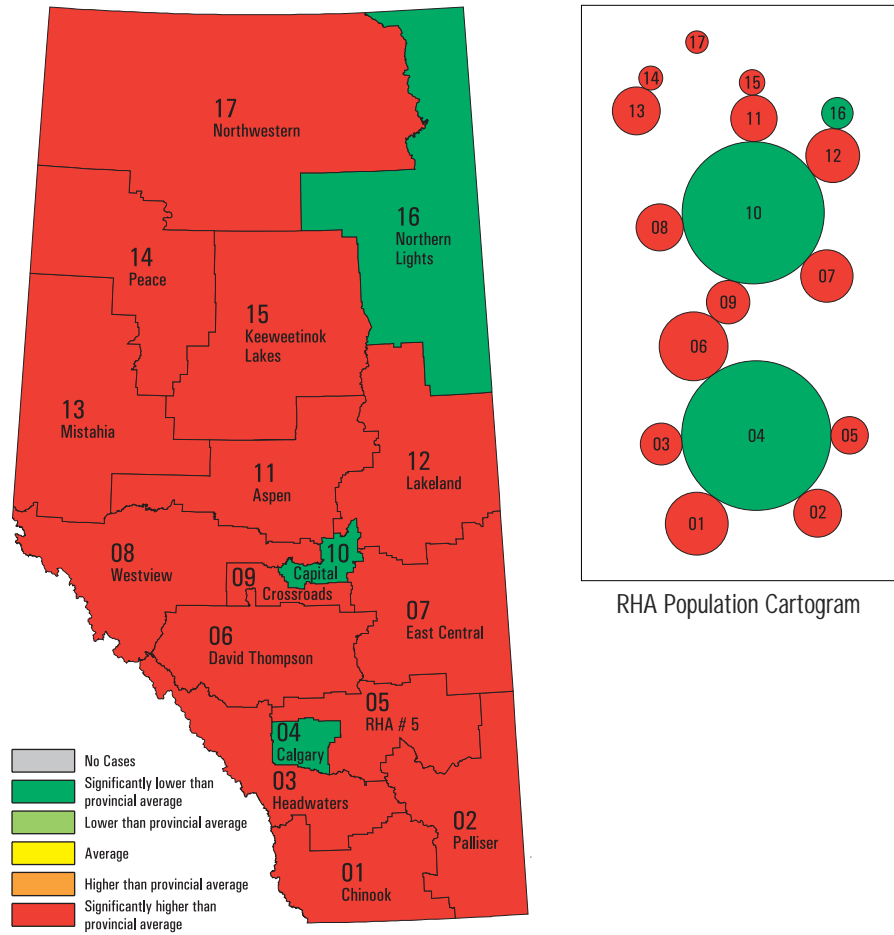 17
Northwestern
16
Northern
Lights
14
Peace
15
Keeweetinok
Lakes
13
Mistahia
11
Aspen
12
Lakeland
08
Westview
10
Capital
09
Crossroads
07
East Central
06
David Thompson
05
RHA # 5
04
Calgary
03
Headwaters
02
Palliser
01
Chinook
No Cases
Significantly lower than
provincial average
Lower than provincial average
Average
Higher than provincial average
Significantly higher than
provincial average
17
14
15
13
11
16
12
10
08
07
09
06
04
03
05
01
02
RHA Population Cartogram